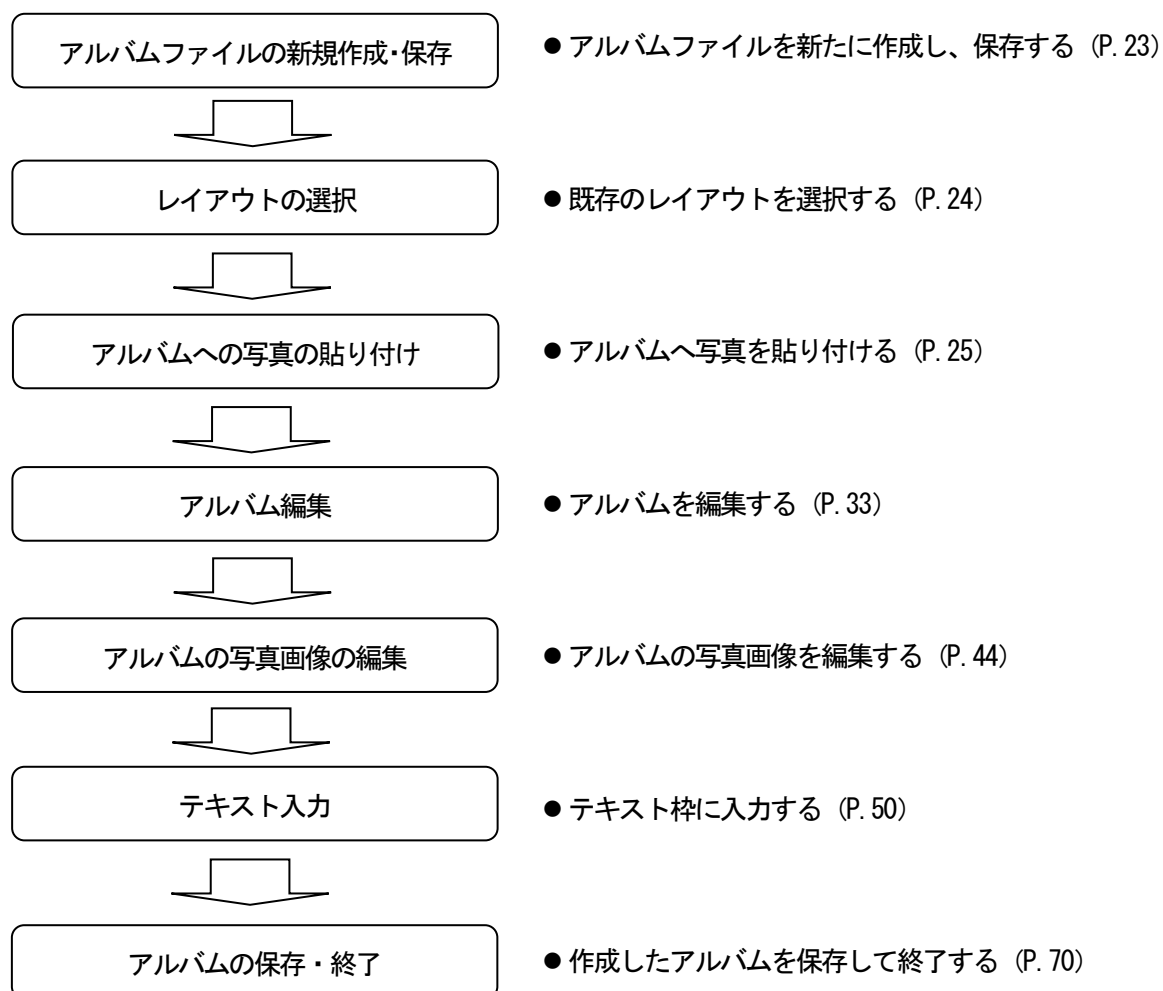 アルバムファイルの新規作成・保存
●アルバムファイルを新たに作成し、保存する (P. 23)
レイアウトの選択
●既存のレイアウトを選択する (P. 24)
アルバムへの写真の貼り付け
●アルバムへ写真を貼り付ける (P. 25)
アルバム編集
●アルバムを編集する (P. 33)
アルバムの写真画像の編集
●アルバムの写真画像を編集する (P. 44)
テキスト入力
●テキスト枠に入力する (P. 50)
アルバムの保存・終了
●作成したアルバムを保存して終了する (P. 70)